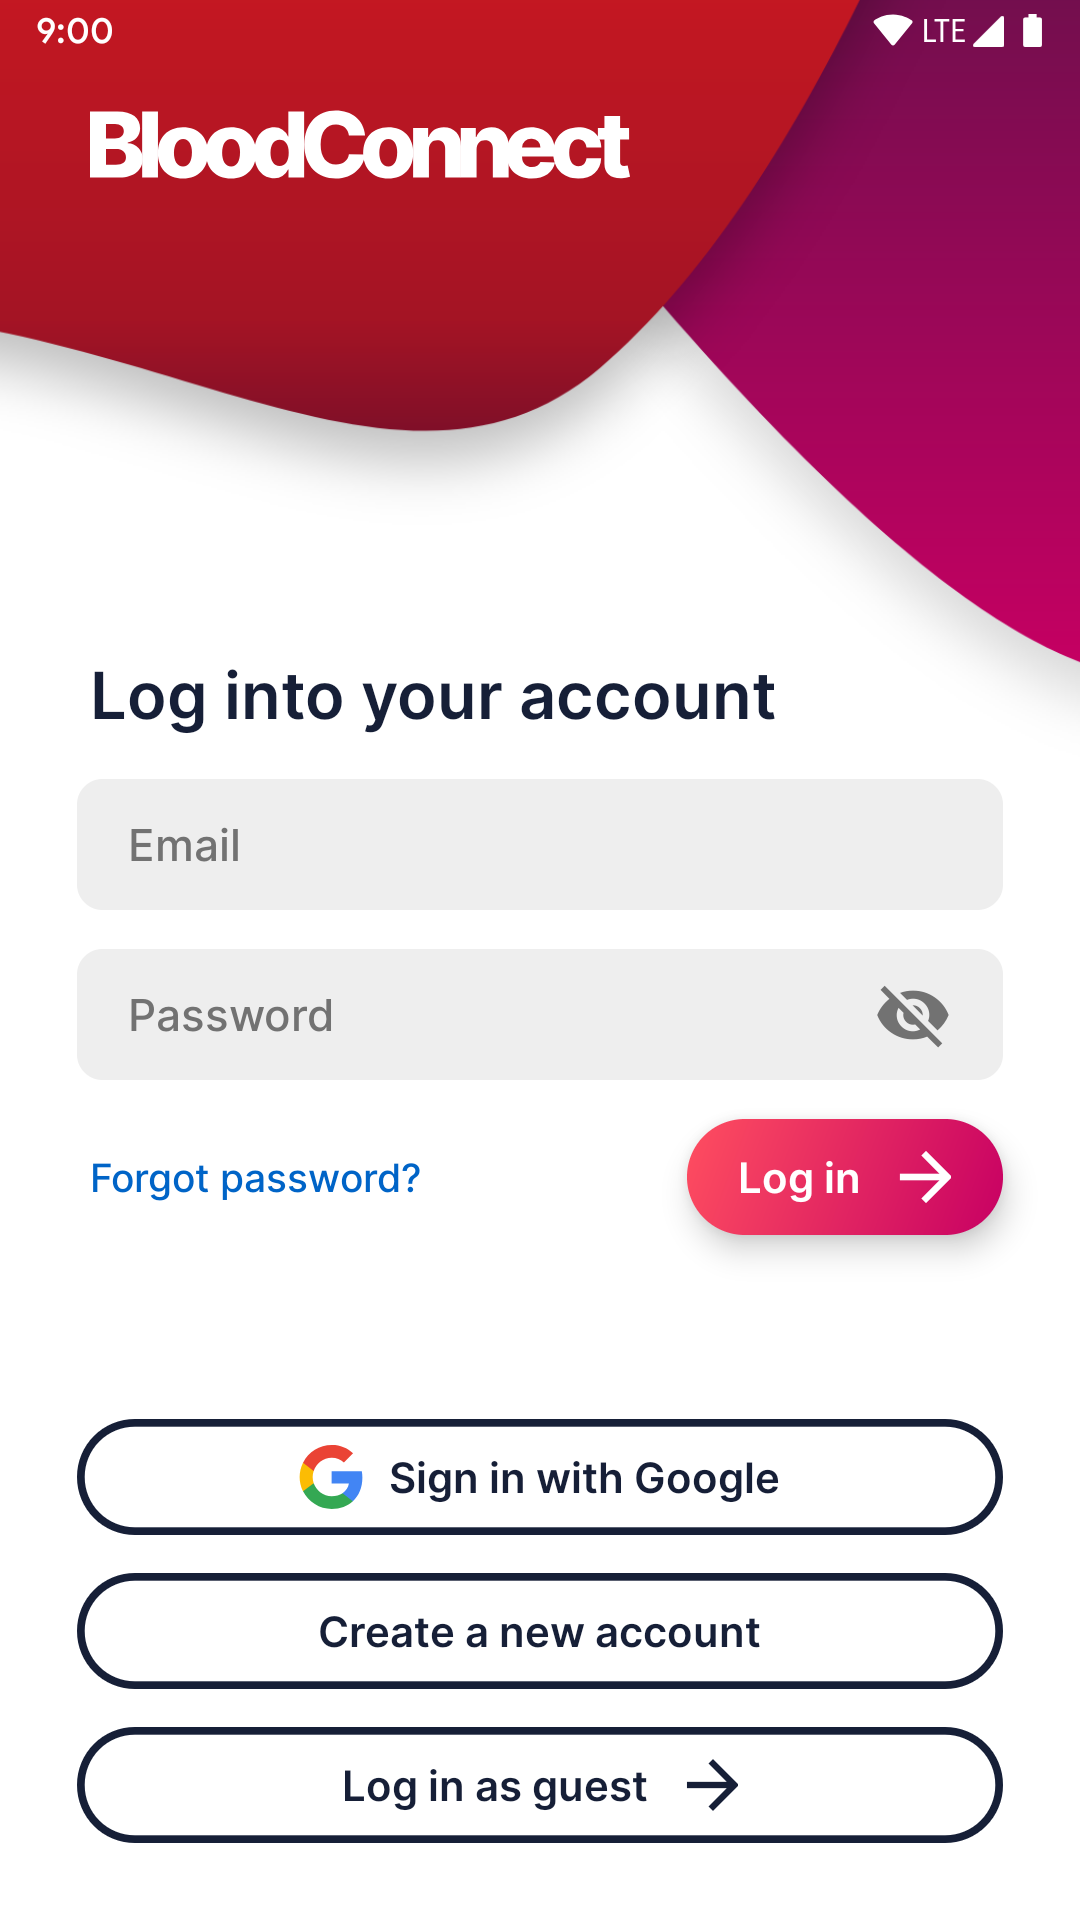 9:00
LTE
BloodConnect
Log into your account
Email
Password
Forgot password?
Log in
Sign in with Google
Create a new account
Log in as guest